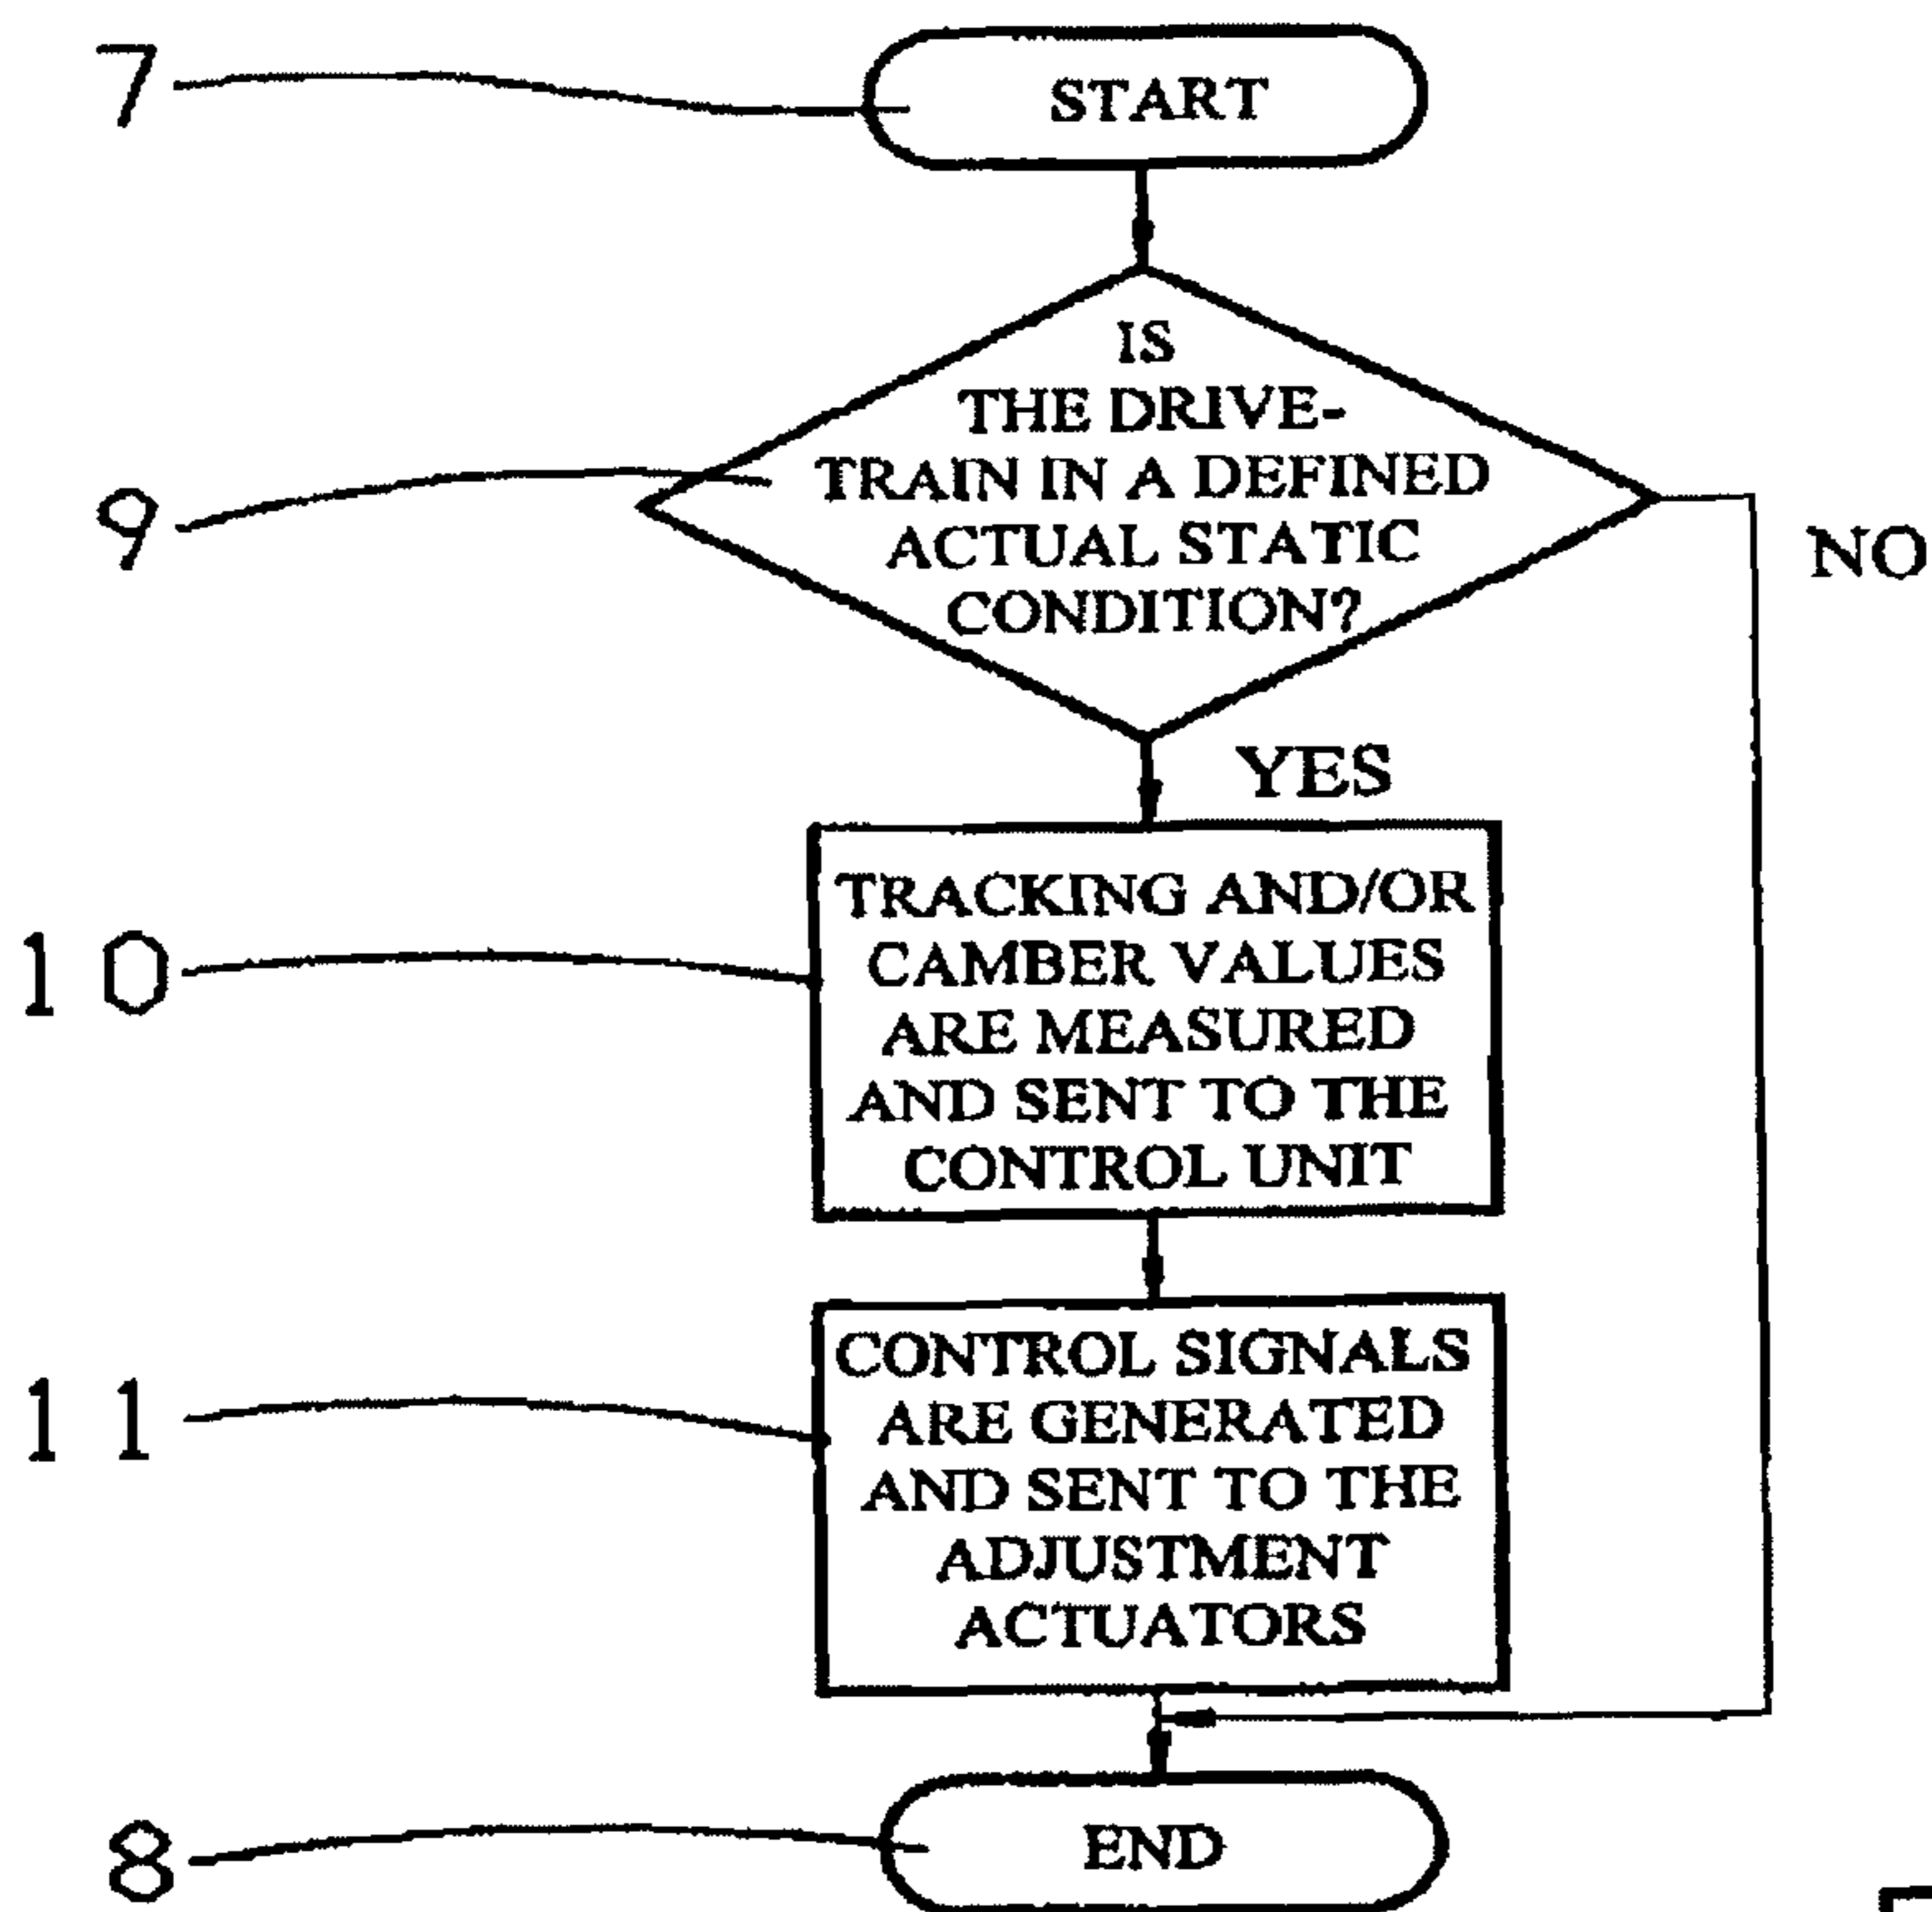 7
START
IS
THE DRIVE-
TRAIN IN A DEFINED
ACTUAL STATIC
CONDITION?
9
NO
YES
TRACKING AND/OR
CAMBER VALUES
ARE MEASURED
AND SENT TO THE
CONTROL UNIT
10
CONTROL SIGNALS
ARE GENERATED
AND SENT TO THE
ADJUSTMENT
ACTUATORS
11
8
END